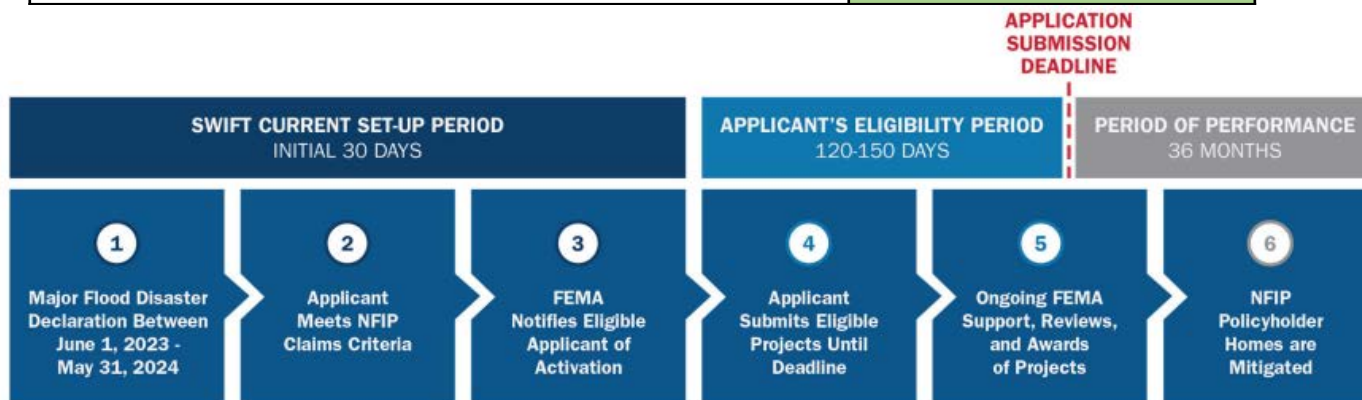 APPLICATION
SUBMISSION
DEADLINE
SWIFT CURRENT SET-UP PERIOD
INITIAL 30 DAYS
APPLICANT'S ELIGIBILITY PERIOD
120-150 DAYS
PERIOD OF PERFORMANCE
36 MONTHS
1
Major Flood Disaster
Declaration Between
June 1, 2023 -
May 31, 2024
2
Applicant
Meets NFIP
Claims Criteria
3
FEMA
Notifies Eligible
Applicant of
Activation
4
Applicant
Submits Eligible
Projects Until
Deadline
5
Ongoing FEMA
Support, Reviews,
and Awards
of Projects
6
NFIP
Policyholder
Homes are
Mitigated